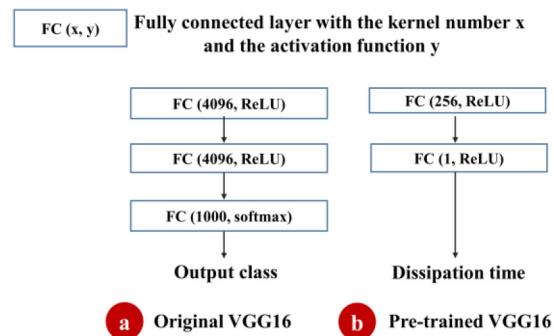 FC (x, y)
Fully connected layer with the kernel number x
and the activation function y
FC (4096, ReLU)
FC (4096, ReLU)
FC (1000, softmax)
Output class
a Original VGG16
FC (256, ReLU)
FC (1, ReLU)
Dissipation time
b Pre-trained VGG16